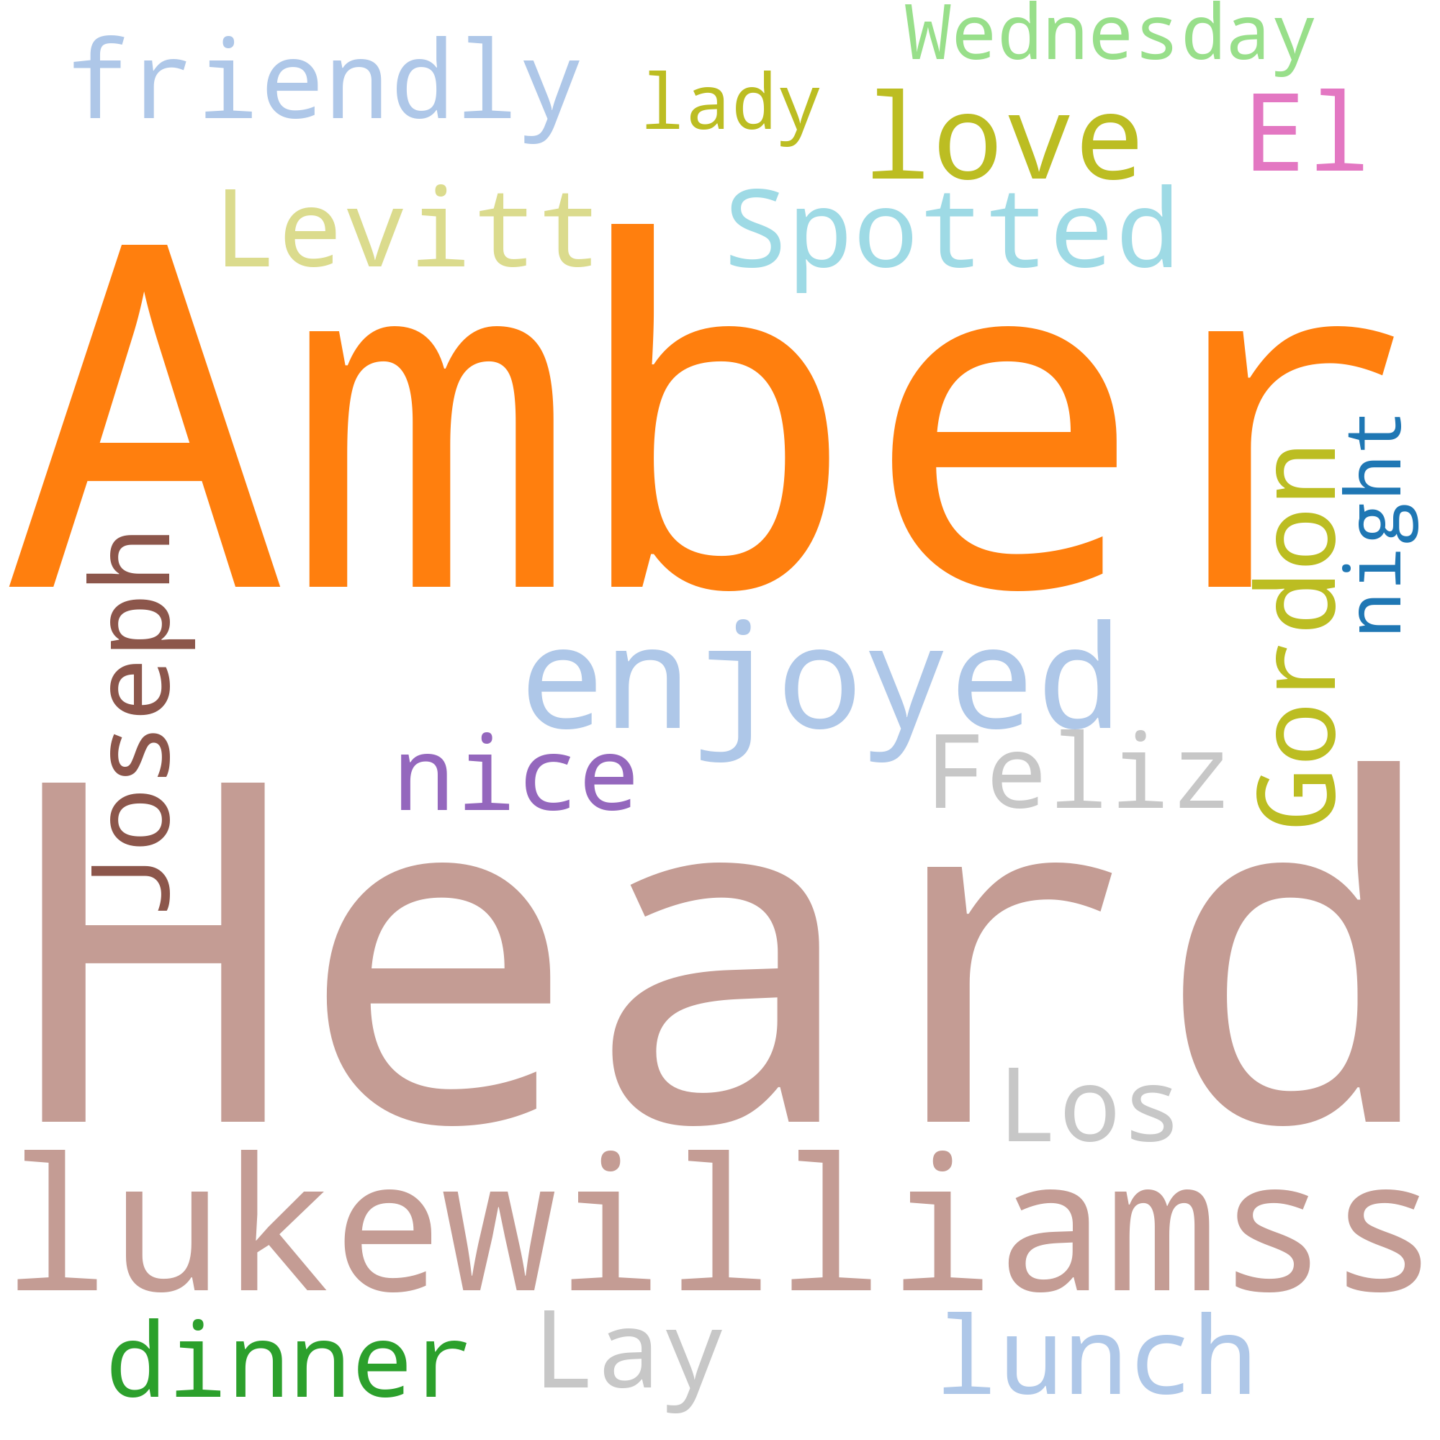 Wednesday
friendly
lady
love
El
Levitt
Spotted
Amber
night
Gordon
Joseph
enjoyed
nice
Feliz
Heard
Los
lukewilliamss
dinner
Lay
lunch